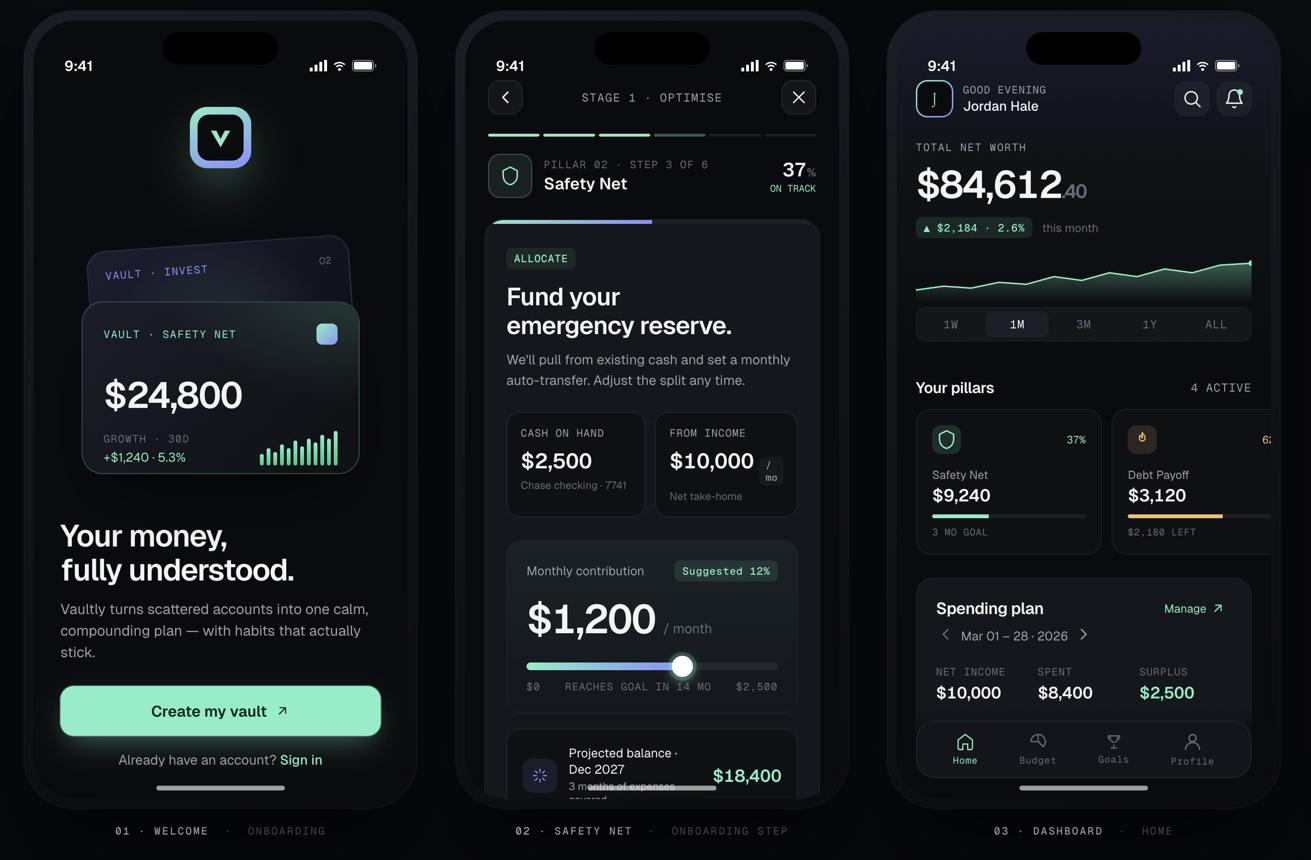 9:41
VAULT · INVEST
02
VAULT · SAFETY NET
$24,800
GROWTH · 30D
+$1,240 · 5.3%
Your money,
fully understood.
Vaultly turns scattered accounts into one calm,
compounding plan — with habits that actually
stick.
Create my vault
Already have an account? Sign in
01 · WELCOME · ONBOARDING
9:41
STAGE 1 · OPTIMISE
PILLAR 02 · STEP 3 OF 6
Safety Net
37%
ON TRACK
ALLOCATE
Fund your
emergency reserve.
We'll pull from existing cash and set a monthly
auto-transfer. Adjust the split any time.
CASH ON HAND
$2,500
Chase checking · 7741
FROM INCOME
$10,000 / mo
Net take-home
Monthly contribution
Suggested 12%
$1,200 / month
$0 REACHES GOAL IN 14 MO $2,500
Projected balance ·
Dec 2027
3 months of expenses
covered
$18,400
02 · SAFETY NET · ONBOARDING STEP
9:41
J
GOOD EVENING
Jordan Hale
TOTAL NET WORTH
$84,612.40
▲ $2,184 · 2.6% this month
1W 1M 3M 1Y ALL
Your pillars
4 ACTIVE
37%
Safety Net
$9,240
3 MO GOAL
62
Debt Payoff
$3,120
$2,180 LEFT
Spending plan
Manage
Mar 01 – 28 · 2026
NET INCOME SPENT SURPLUS
$10,000 $8,400 $2,500
Home Budget Goals Profile
03 · DASHBOARD · HOME